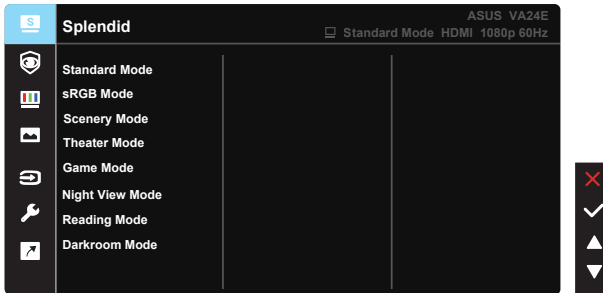 S
Splendid
ASUS VA24E
Standard Mode HDMI 1080p 60Hz
Standard Mode
sRGB Mode
Scenery Mode
Theater Mode
Game Mode
Night View Mode
Reading Mode
Darkroom Mode